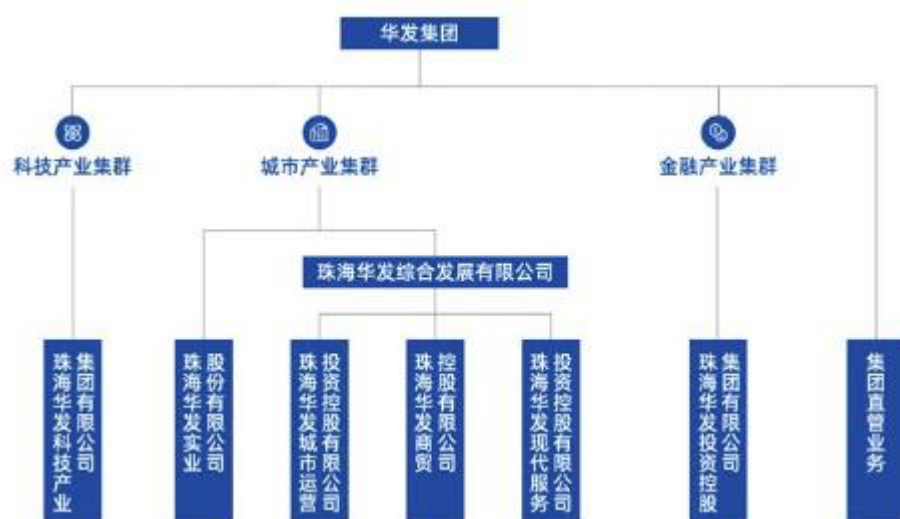 华发集团
科技产业集群
城市产业集群
金融产业集群
珠海华发综合发展有限公司
珠海华发科技产业
集团有限公司
珠海华发实业
股份有限公司
珠海华发城市运营
投资控股有限公司
珠海华发商贸
控股有限公司
珠海华发现代服务
投资控股有限公司
珠海华发投资控股
集团有限公司
集团直管业务